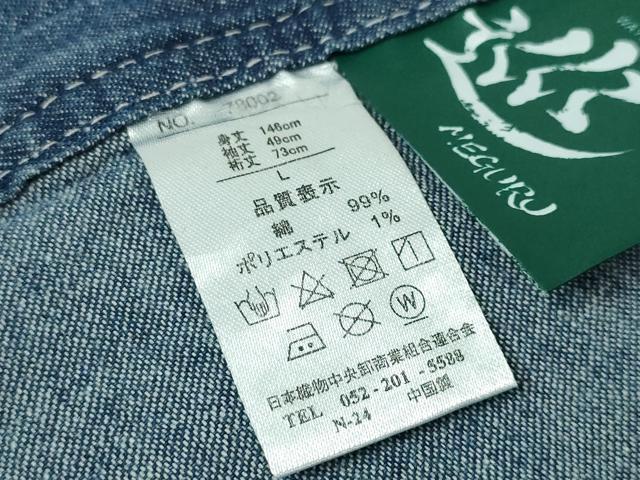 NO. 78002
身丈 146cm
袖丈 49cm
裄丈 73cm
L
品質表示
綿 99%
ポリエステル 1%
W
日本織物中央卸商業組合連合会
TEL 052-201-5588
N-24 中国製
MEGURU